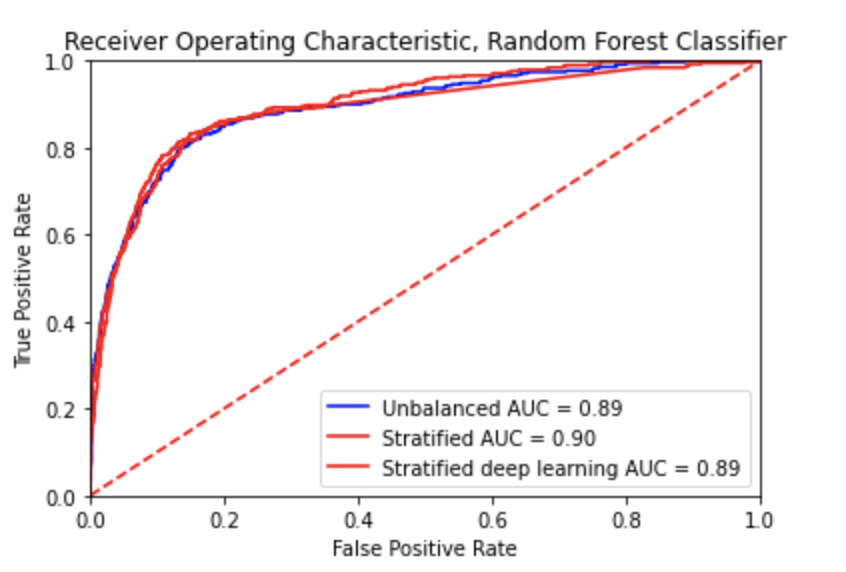 Receiver Operating Characteristic, Random Forest Classifier
1.0
0.8
0.6
0.4
0.2
0.0
True Positive Rate
Unbalanced AUC = 0.89
Stratified AUC = 0.90
Stratified deep learning AUC = 0.89
0.0 0.2 0.4 0.6 0.8 1.0
False Positive Rate